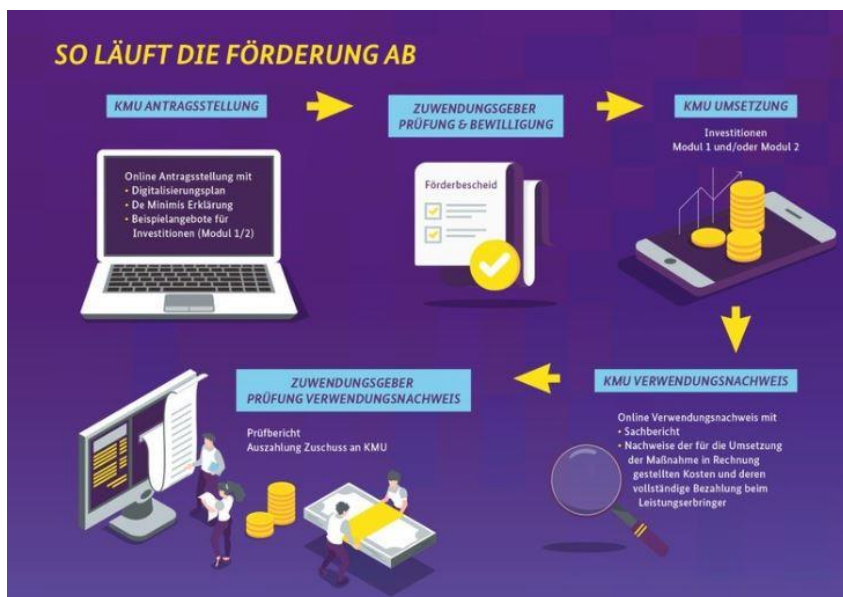 SO LÄUFT DIE FÖRDERUNG AB
KMU ANTRAGSSTELLUNG
Online Antragsstellung mit
• Digitalisierungsplan
• De Minimis Erklärung
• Beispielangebote für
Investitionen (Modul 1/2)
ZUWENDUNGSGEBER
PRÜFUNG & BEWILLIGUNG
Förderbescheid
KMU UMSETZUNG
Investitionen
Modul 1 und/oder Modul 2
KMU VERWENDUNGSNACHWEIS
Online Verwendungsnachweis mit
• Sachbericht
• Nachweise der für die Umsetzung
der Maßnahme in Rechnung
gestellten Kosten und deren
vollständige Bezahlung beim
Leistungserbringer
ZUWENDUNGSGEBER
PRÜFUNG VERWENDUNGSNACHWEIS
Prüfbericht
Auszahlung Zuschuss an KMU